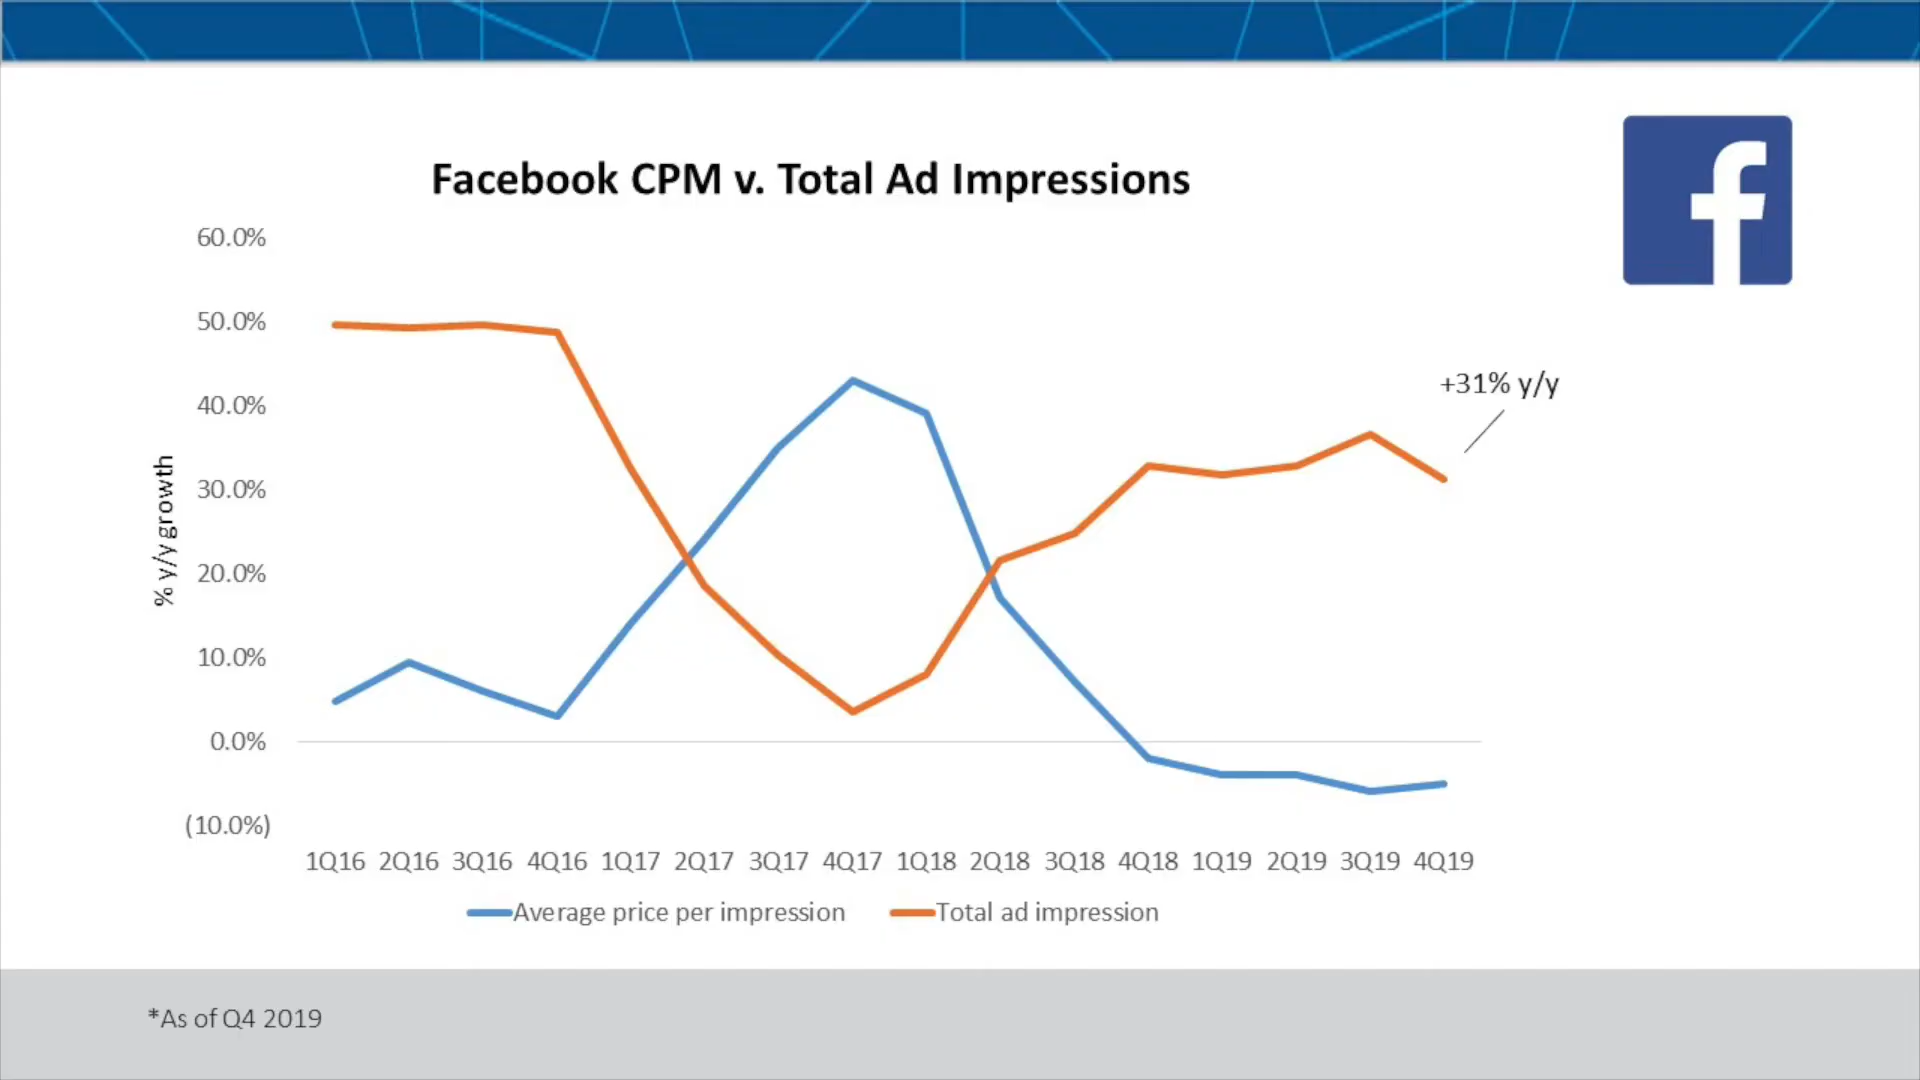 Facebook CPM v. Total Ad Impressions
60.0%
50.0%
40.0%
30.0%
20.0%
10.0%
0.0%
(10.0%)
% y/y growth
+31% y/y
1Q16 2Q16 3Q16 4Q16 1Q17 2Q17 3Q17 4Q17 1Q18 2Q18 3Q18 4Q18 1Q19 2Q19 3Q19 4Q19
Average price per impression Total ad impression
*As of Q4 2019